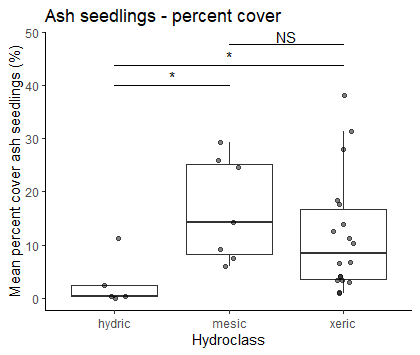 Ash seedlings - percent cover
Mean percent cover ash seedlings (%)
50
40
30
20
10
0
NS
*
*
hydric
mesic
xeric
Hydroclass